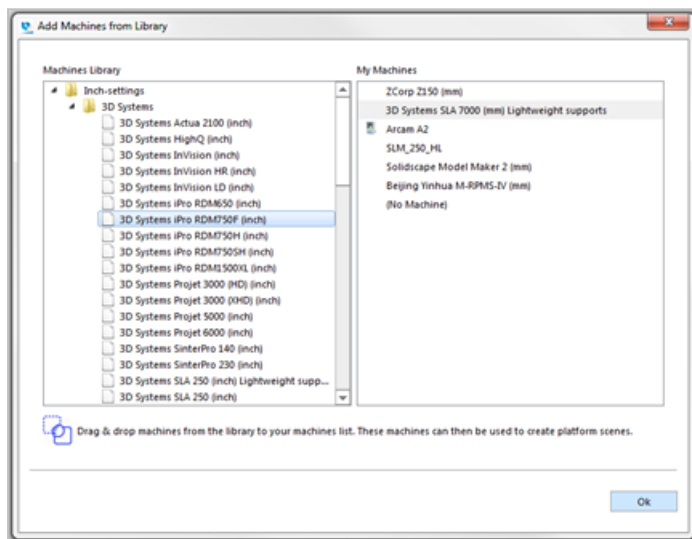 Add Machines from Library
Machines Library
Inch-settings
3D Systems
3D Systems Actua 2100 (inch)
3D Systems HighQ (inch)
3D Systems InVision (inch)
3D Systems InVision HR (inch)
3D Systems InVision LD (inch)
3D Systems iPro RDM650 (inch)
3D Systems iPro RDM750F (inch)
3D Systems iPro RDM750H (inch)
3D Systems iPro RDM750SH (inch)
3D Systems iPro RDM1500XL (inch)
3D Systems Projet 3000 (HD) (inch)
3D Systems Projet 3000 (XHD) (inch)
3D Systems Projet 5000 (inch)
3D Systems Projet 6000 (inch)
3D Systems SinterPro 140 (inch)
3D Systems SinterPro 230 (inch)
3D Systems SLA 250 (inch) Lightweight supp...
3D Systems SLA 250 (inch)
My Machines
ZCorp Z150 (mm)
3D Systems SLA 7000 (mm) Lightweight supports
Arcam A2
SLM_250_HL
Solidscape Model Maker 2 (mm)
Beijing Yinhua M-RPMS-IV (mm)
(No Machine)
Drag & drop machines from the library to your machines list. These machines can then be used to create platform scenes.
Ok